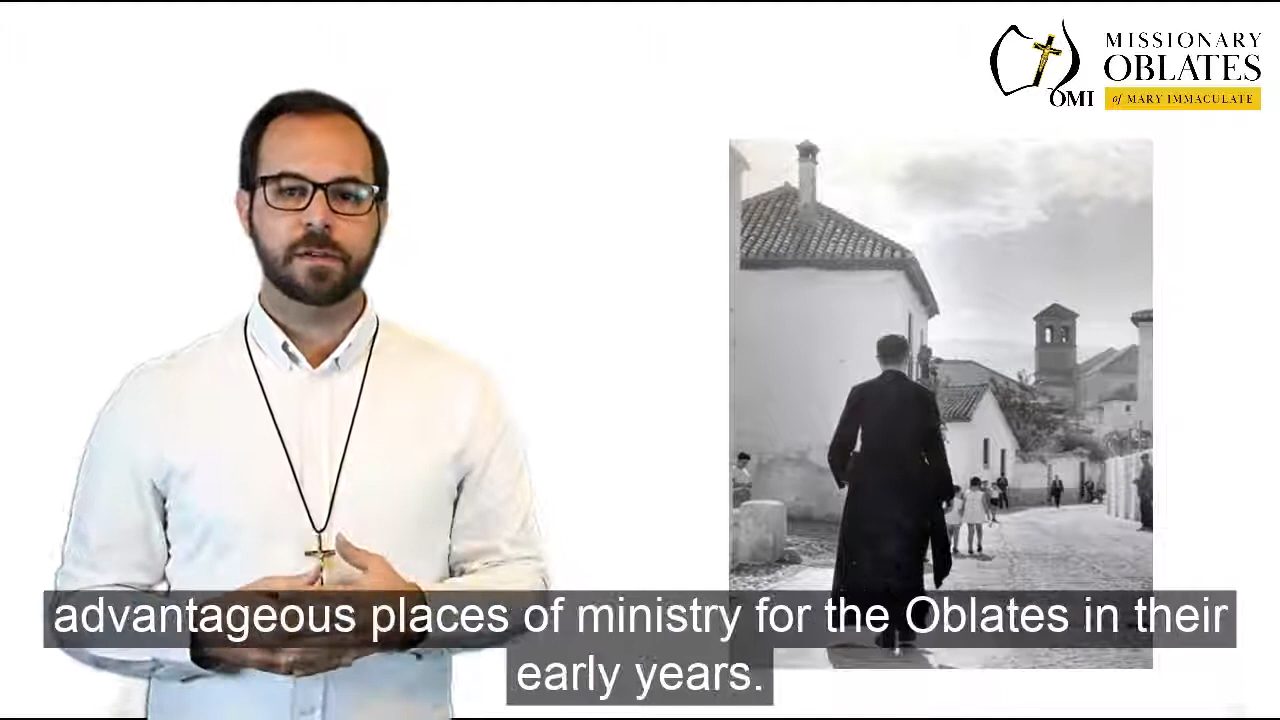 MISSIONARY
OBLATES
OMI
of MARY IMMACULATE
advantageous places of ministry for the Oblates in their
early years.